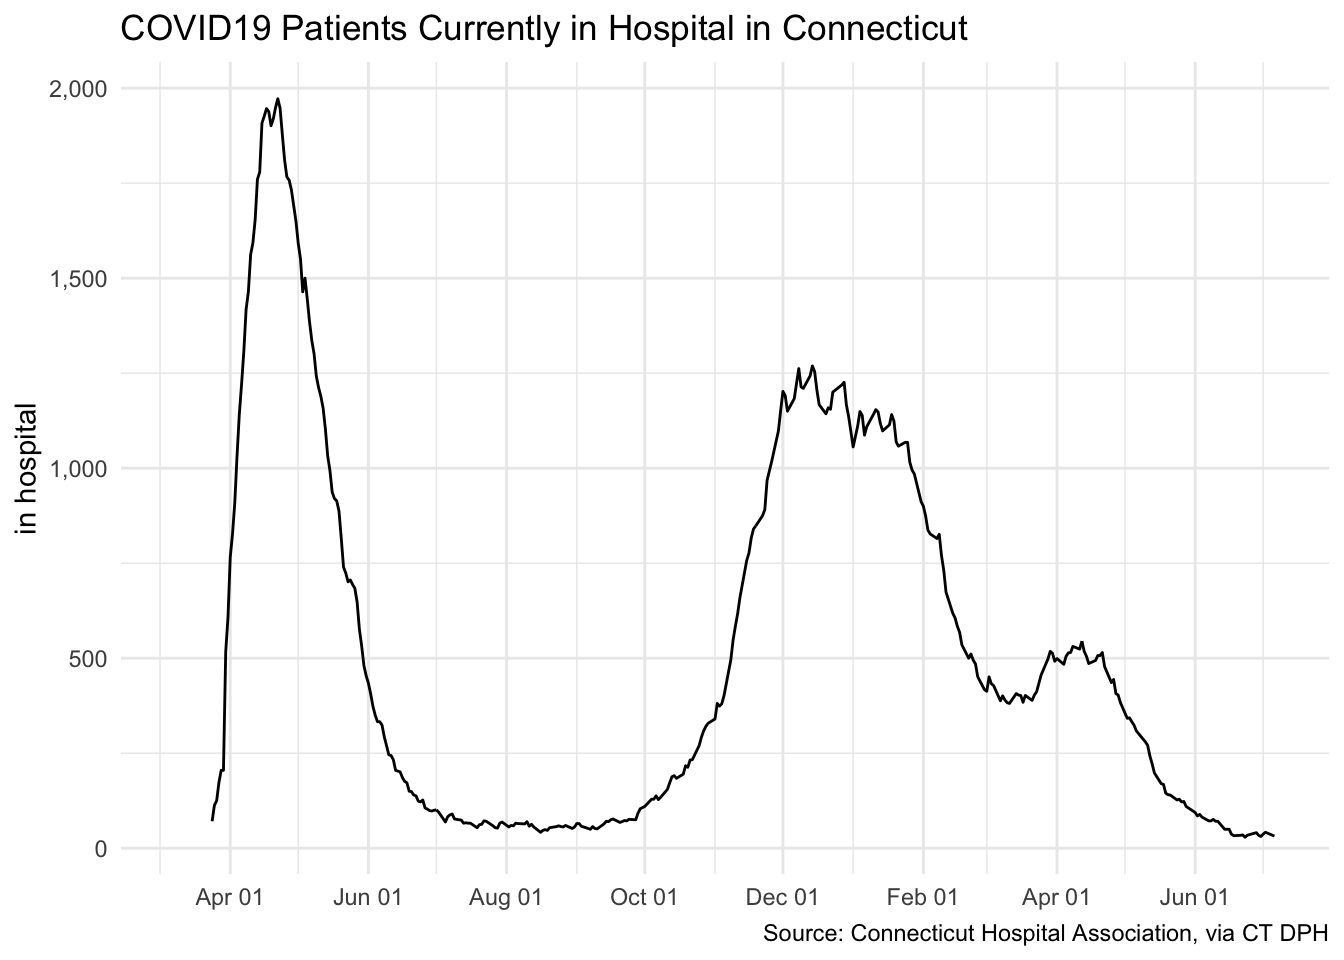 COVID19 Patients Currently in Hospital in Connecticut
in hospital
2,000
1,500
1,000
500
0
Apr 01 Jun 01 Aug 01 Oct 01 Dec 01 Feb 01 Apr 01 Jun 01
Source: Connecticut Hospital Association, via CT DPH